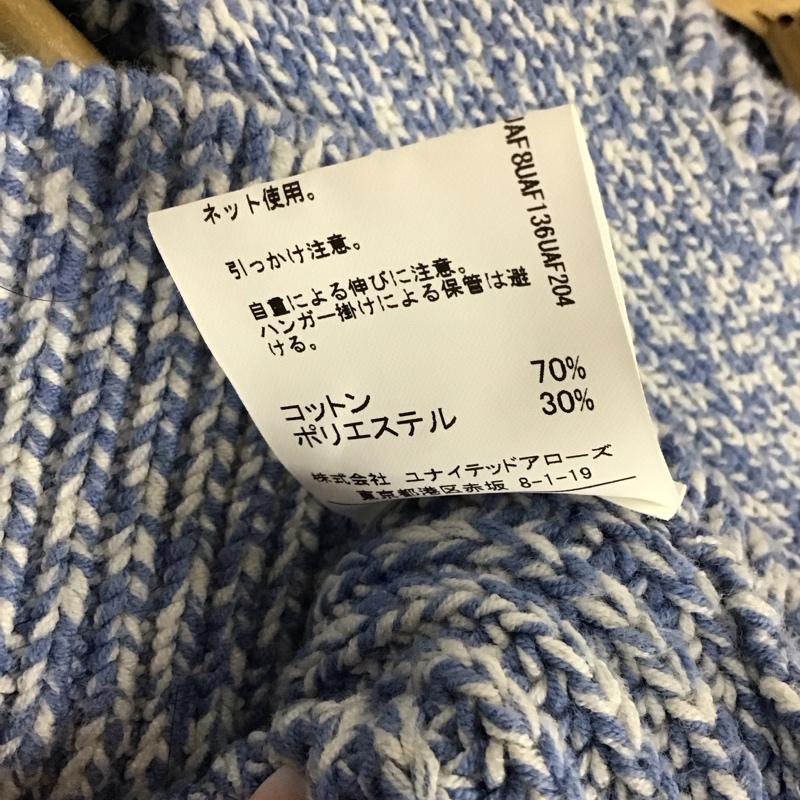 ネット使用。
引っかけ注意。
自重による伸びに注意。
ハンガー掛けによる保管は避
ける。
コットン 70%
ポリエステル 30%
株式会社 ユナイテッドアローズ
東京都港区赤坂 8-1-19
UAF8UAF136UAF204